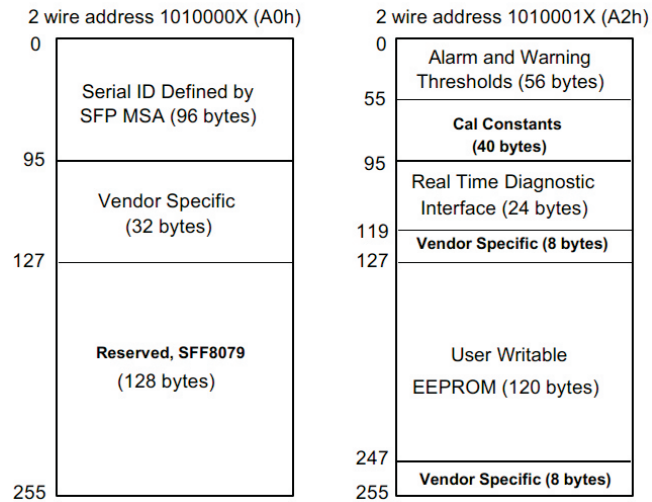 2 wire address 1010000X (A0h)
0
Serial ID Defined by
SFP MSA (96 bytes)
95
Vendor Specific
(32 bytes)
127
Reserved, SFF8079
(128 bytes)
255
2 wire address 1010001X (A2h)
0
Alarm and Warning
Thresholds (56 bytes)
55
Cal Constants
(40 bytes)
95
Real Time Diagnostic
Interface (24 bytes)
119
Vendor Specific (8 bytes)
127
User Writable
EEPROM (120 bytes)
247
Vendor Specific (8 bytes)
255